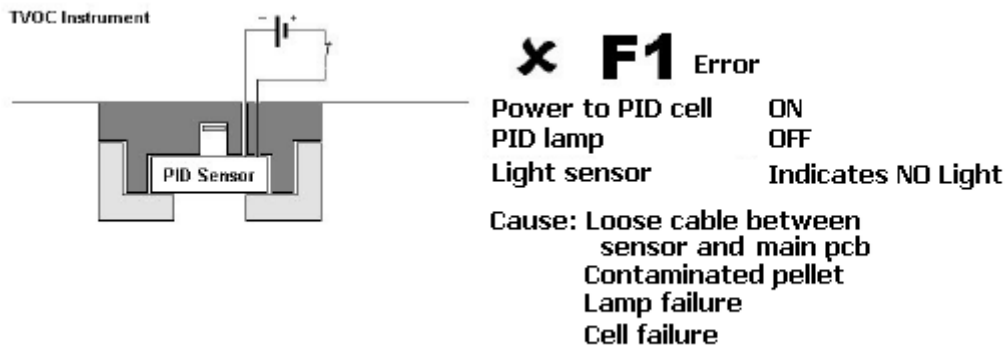 TVOC Instrument
- +
PID Sensor
✘ F1 Error
Power to PID cell ON
PID lamp OFF
Light sensor Indicates NO Light
Cause: Loose cable between
sensor and main pcb
Contaminated pellet
Lamp failure
Cell failure